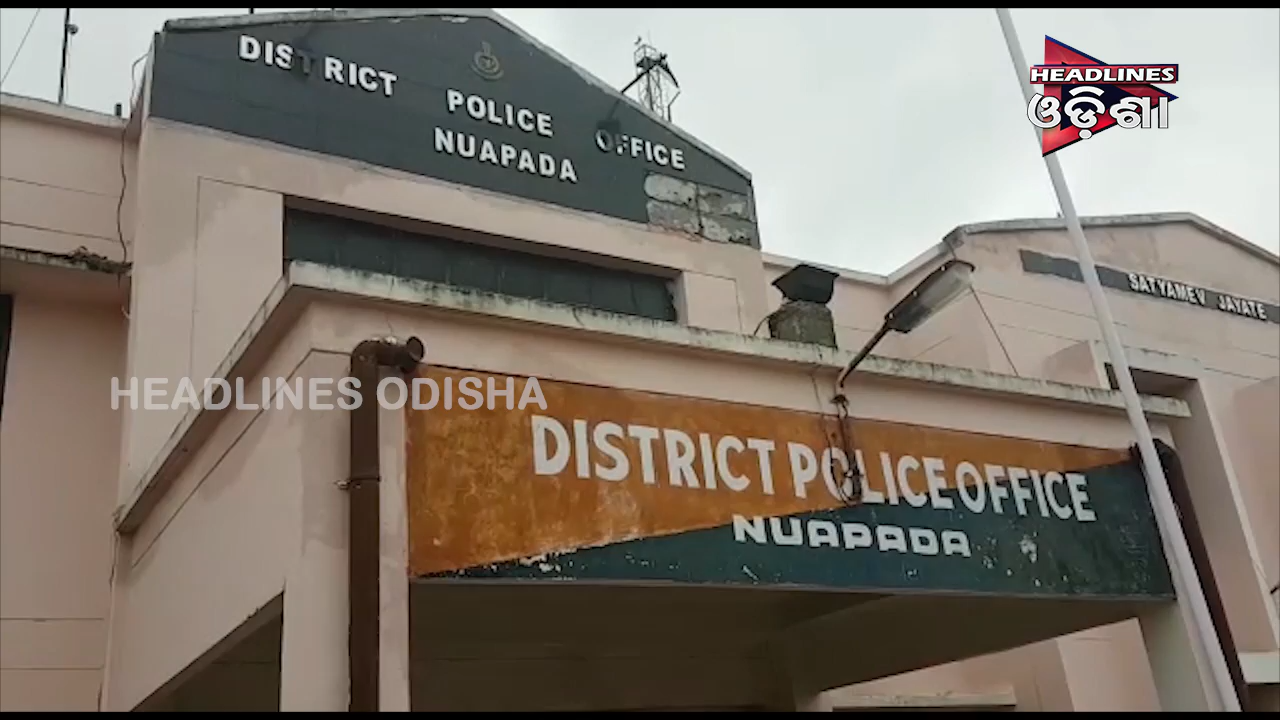 DISTRICT POLICE OFFICE
NUAPADA
HEADLINES
ଓଡ଼ିଶା
SATYAMEV JAYATE
HEADLINES ODISHA
DISTRICT POLICE OFFICE
NUAPADA